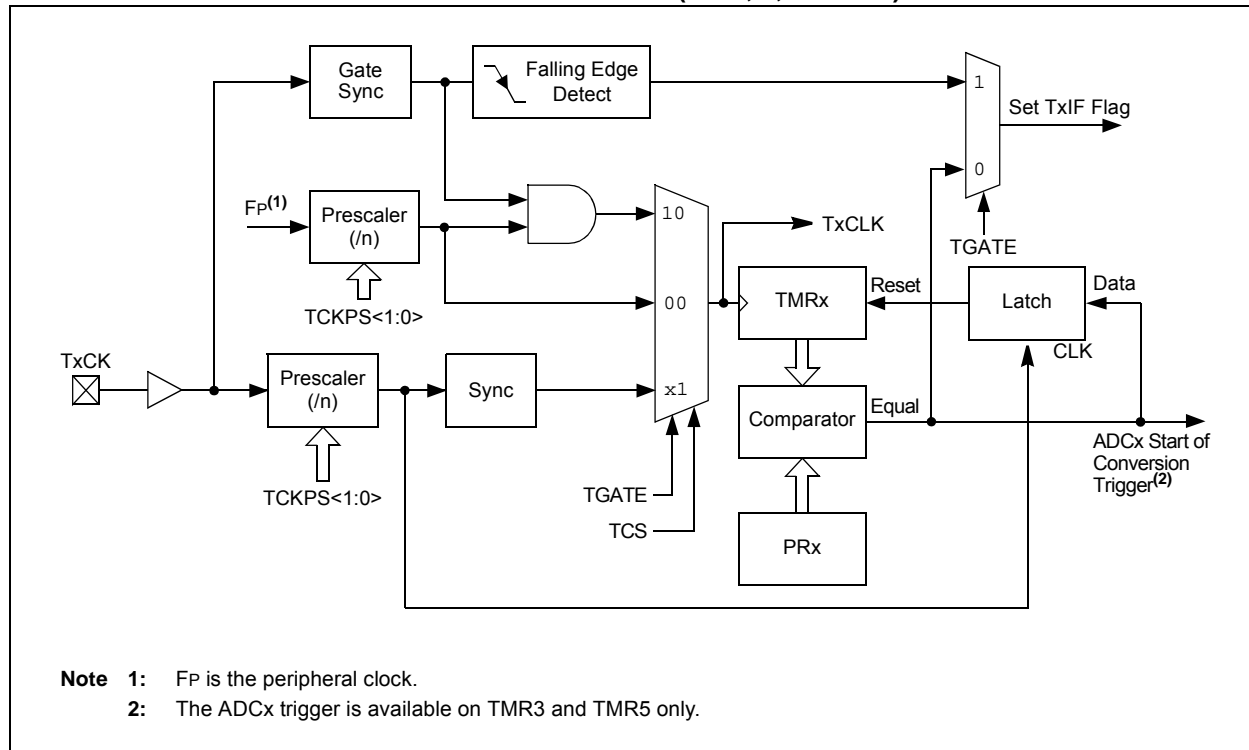 Gate
Sync
Falling Edge
Detect
1
Set TxIF Flag
0
FP(1)
Prescaler
(/n)
10
TxCLK
TGATE
TCKPS<1:0>
00
TMRx
Reset
Latch
Data
CLK
TxCK
Prescaler
(/n)
Sync
x1
Comparator
Equal
ADCx Start of
Conversion
Trigger(2)
TCKPS<1:0>
TGATE
TCS
PRx
Note 1: FP is the peripheral clock.
2: The ADCx trigger is available on TMR3 and TMR5 only.